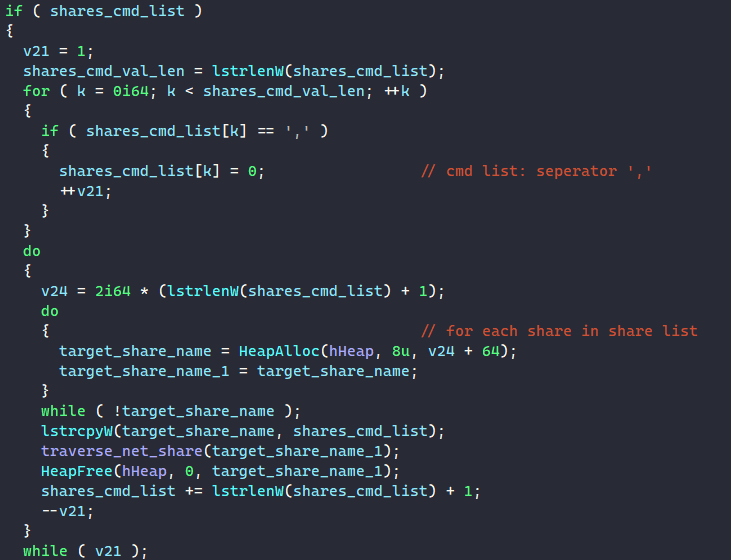 if ( shares_cmd_list )
{
  v21 = 1;
  shares_cmd_val_len = lstrlenW(shares_cmd_list);
  for ( k = 0i64; k < shares_cmd_val_len; ++k )
  {
    if ( shares_cmd_list[k] == ',' )
    {
      shares_cmd_list[k] = 0;                 // cmd list: seperator ','
      ++v21;
    }
  }
  do
  {
    v24 = 2i64 * (lstrlenW(shares_cmd_list) + 1);
    do
    {                                         // for each share in share list
      target_share_name = HeapAlloc(hHeap, 8u, v24 + 64);
      target_share_name_1 = target_share_name;
    }
    while ( !target_share_name );
    lstrcpyW(target_share_name, shares_cmd_list);
    traverse_net_share(target_share_name_1);
    HeapFree(hHeap, 0, target_share_name_1);
    shares_cmd_list += lstrlenW(shares_cmd_list) + 1;
    --v21;
  }
  while ( v21 );